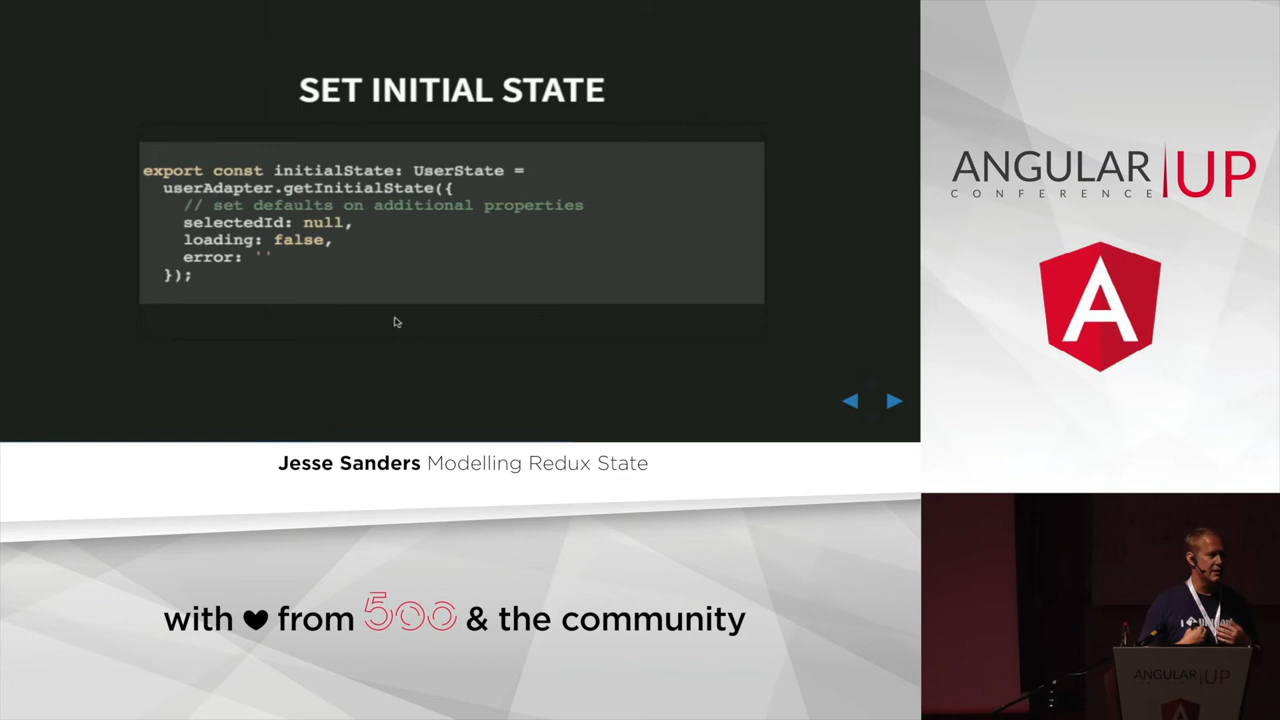 SET INITIAL STATE
export const initialState: UserState =
userAdapter.getInitialState({
// set defaults on additional properties
selectedId: null,
loading: false,
error: ''
});
Jesse Sanders Modelling Redux State
with from 500 & the community
ANGULAR UP
CONFERENCE
A
ANGULAR UP